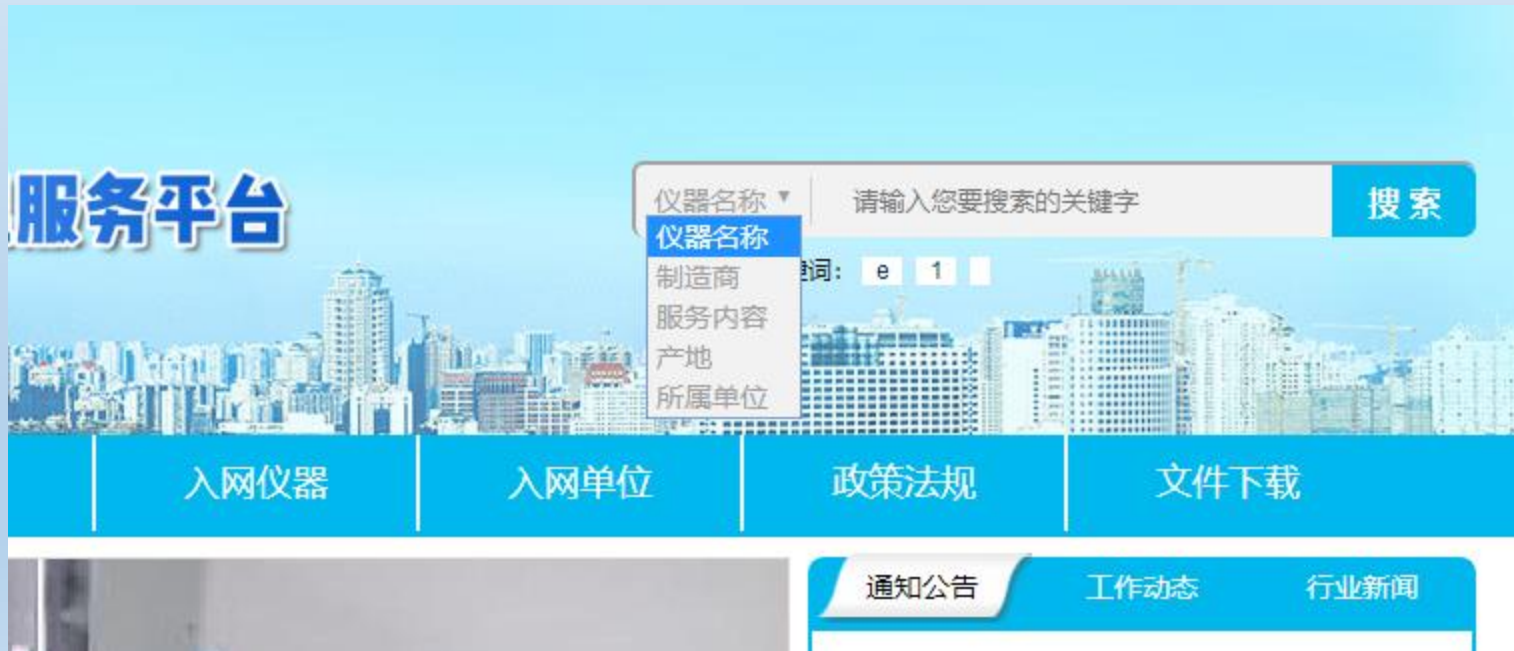 服务平台
仪器名称 ▼ 请输入您要搜索的关键字 搜 索
仪器名称
制造商
服务内容
产地
所属单位
词： e 1
入网仪器 入网单位 政策法规 文件下载
通知公告 工作动态 行业新闻